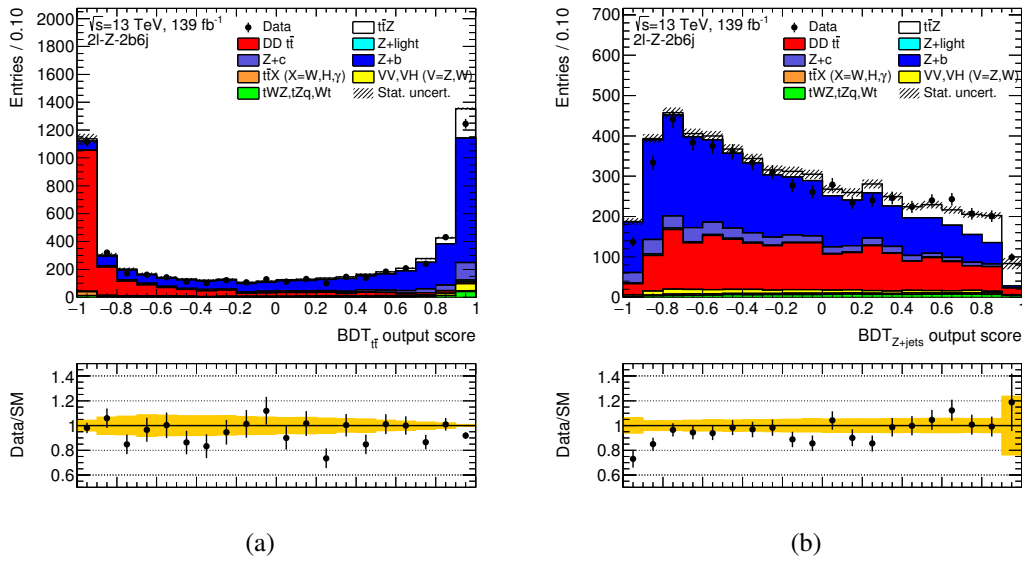 √s=13 TeV, 139 fb⁻¹
2l-Z-2b6j
Data
tt̄Z
DD tt̄
Z+light
Z+c
Z+b
tt̄X (X=W,H,γ)
VV,VH (V=Z,W)
tWZ,tZq,Wt
Stat. uncert.
Entries / 0.10
2000
1800
1600
1400
1200
1000
800
600
400
200
0
−1 −0.8 −0.6 −0.4 −0.2 0 0.2 0.4 0.6 0.8 1
BDT_tt̄ output score
Data/SM
1.4
1.2
1
0.8
0.6
(a)
√s=13 TeV, 139 fb⁻¹
2l-Z-2b6j
Data
tt̄Z
DD tt̄
Z+light
Z+c
Z+b
tt̄X (X=W,H,γ)
VV,VH (V=Z,W)
tWZ,tZq,Wt
Stat. uncert.
Entries / 0.10
700
600
500
400
300
200
100
0
−1 −0.8 −0.6 −0.4 −0.2 0 0.2 0.4 0.6 0.8 1
BDT_Z+jets output score
Data/SM
1.4
1.2
1
0.8
0.6
(b)